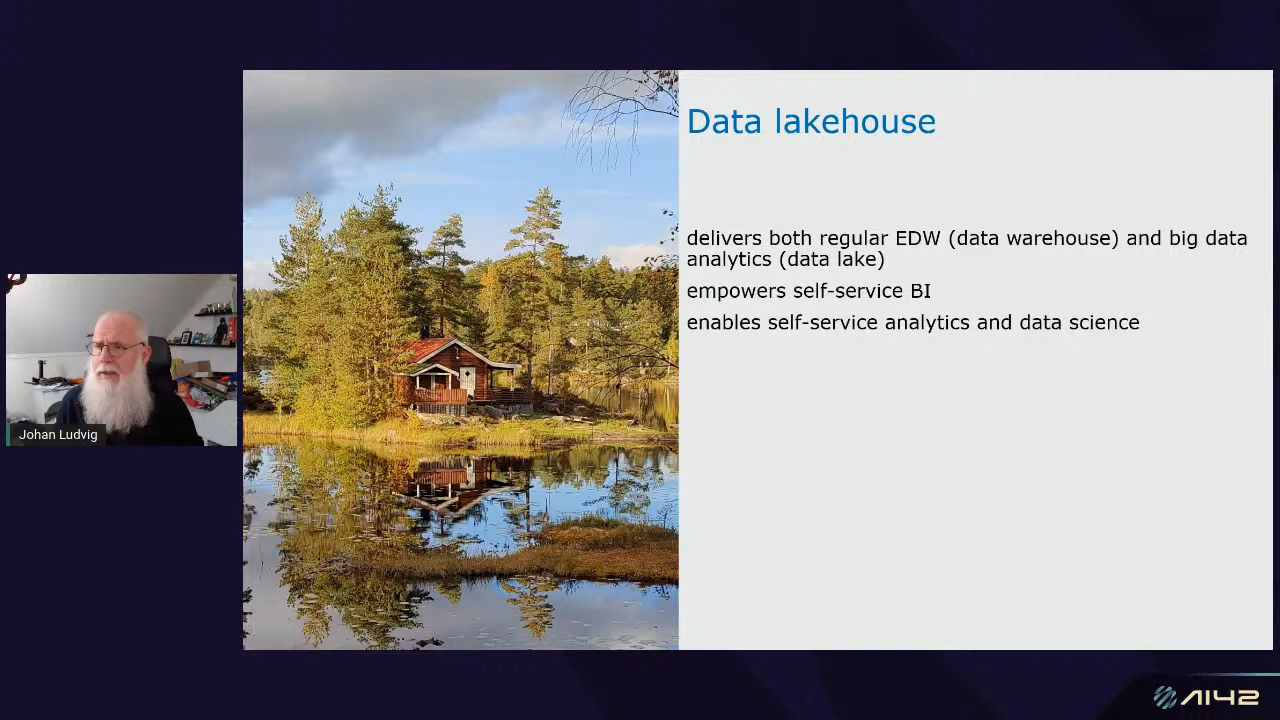 Data lakehouse
delivers both regular EDW (data warehouse) and big data
analytics (data lake)
empowers self-service BI
enables self-service analytics and data science
Johan Ludvig
AI42